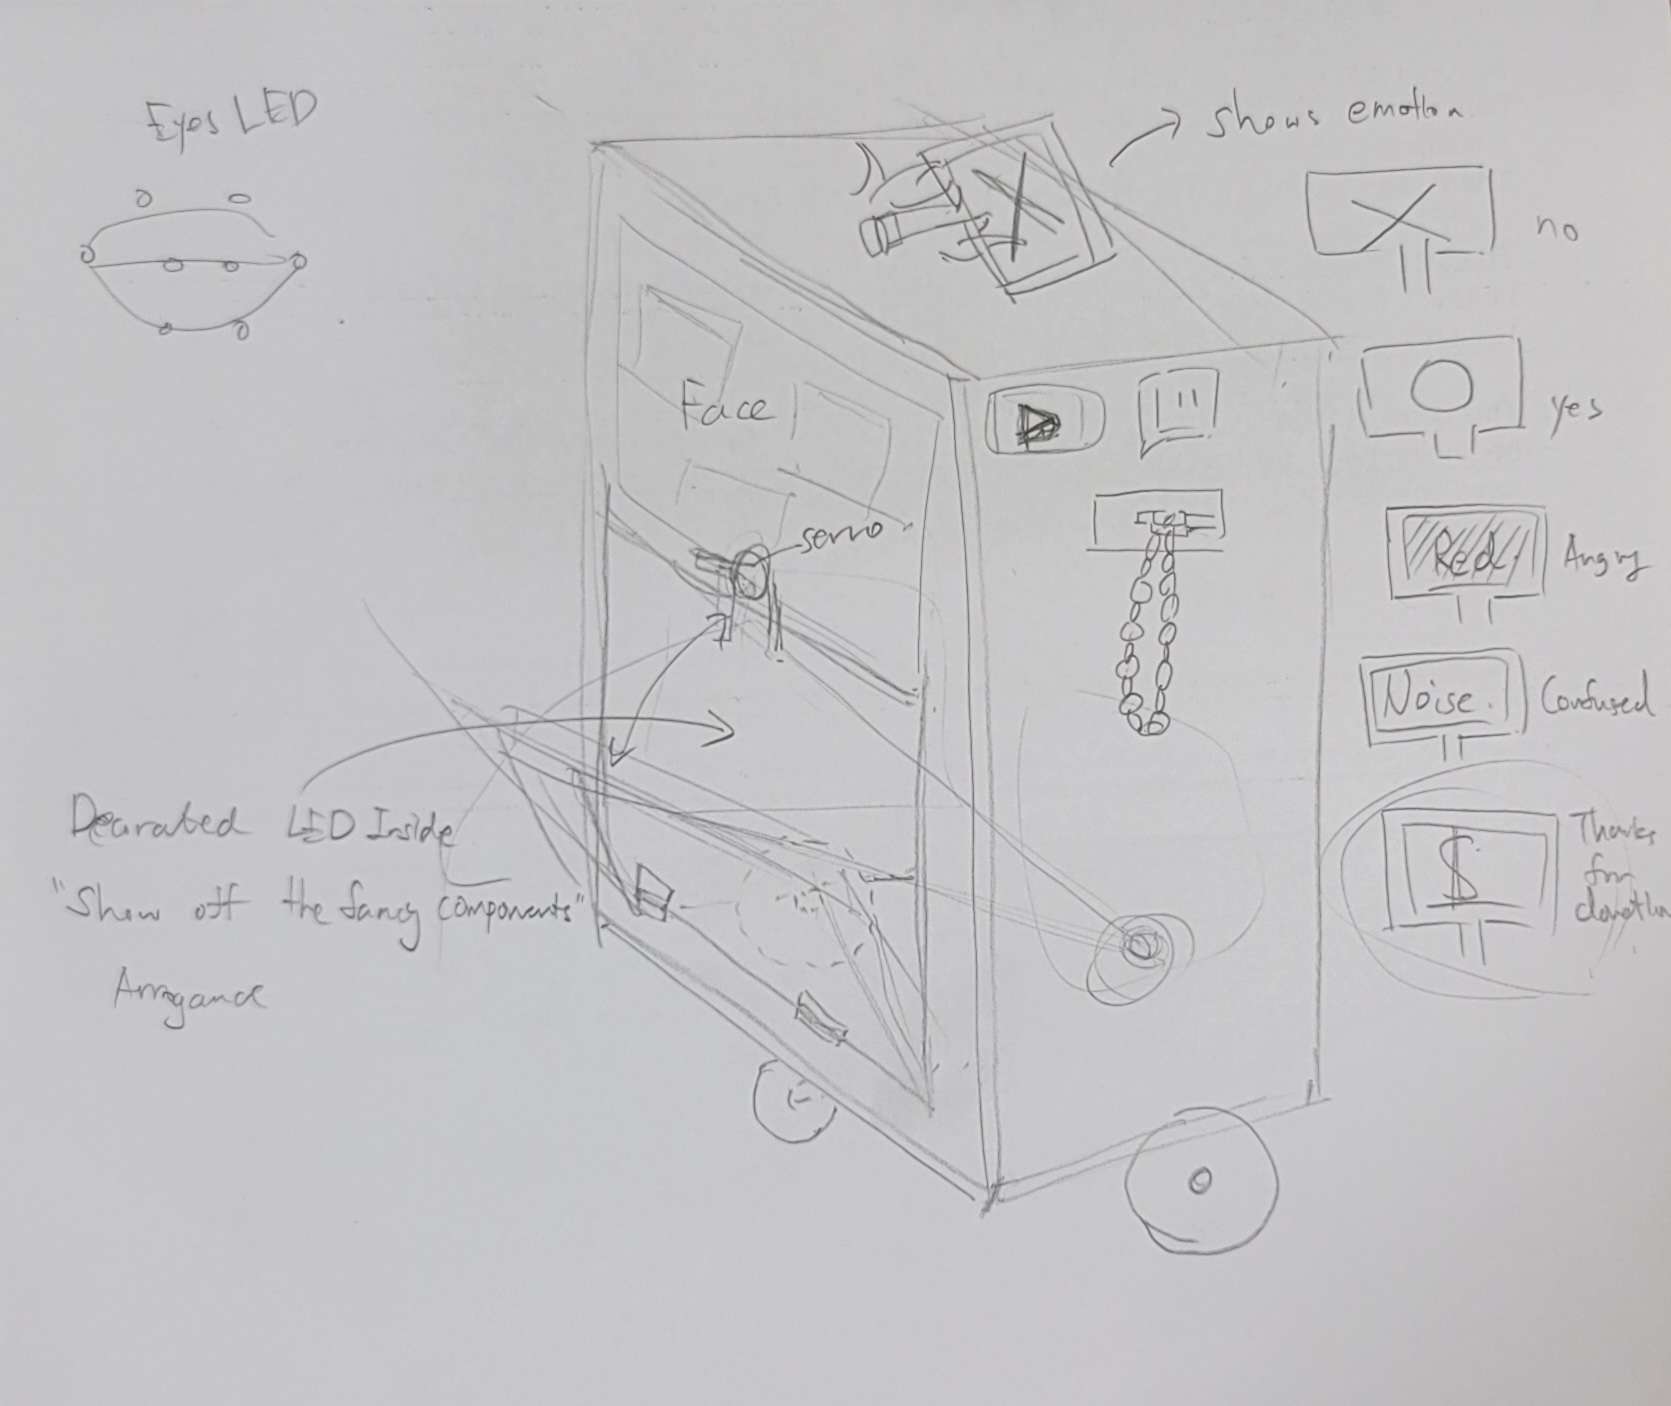 Eyes LED
shows emotion
no
Face
yes
servo
Red
Angry
Noise.
Confused
Decorated LED Inside
"Show off the fancy components"
Arrogance
$
Thanks
for
donation